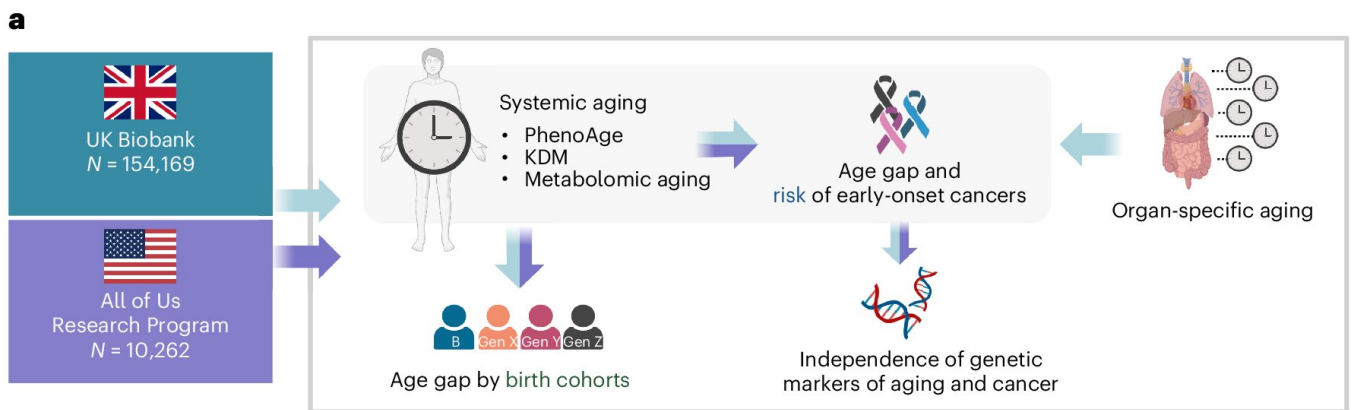 a
UK Biobank
N = 154,169
All of Us
Research Program
N = 10,262
Systemic aging
• PhenoAge
• KDM
• Metabolomic aging
Age gap and
risk of early-onset cancers
Organ-specific aging
B Gen X Gen Y Gen Z
Age gap by birth cohorts
Independence of genetic
markers of aging and cancer